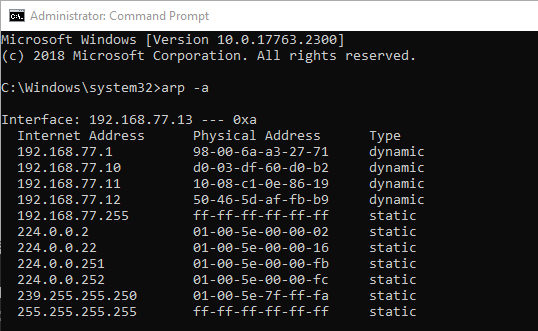 Administrator: Command Prompt
Microsoft Windows [Version 10.0.17763.2300]
(c) 2018 Microsoft Corporation. All rights reserved.
C:\Windows\system32>arp -a
Interface: 192.168.77.13 --- 0xa
Internet Address Physical Address Type
192.168.77.1 98-00-6a-a3-27-71 dynamic
192.168.77.10 d0-03-df-60-d0-b2 dynamic
192.168.77.11 10-08-c1-0e-86-19 dynamic
192.168.77.12 50-46-5d-af-fb-b9 dynamic
192.168.77.255 ff-ff-ff-ff-ff-ff static
224.0.0.2 01-00-5e-00-00-02 static
224.0.0.22 01-00-5e-00-00-16 static
224.0.0.251 01-00-5e-00-00-fb static
224.0.0.252 01-00-5e-00-00-fc static
239.255.255.250 01-00-5e-7f-ff-fa static
255.255.255.255 ff-ff-ff-ff-ff-ff static